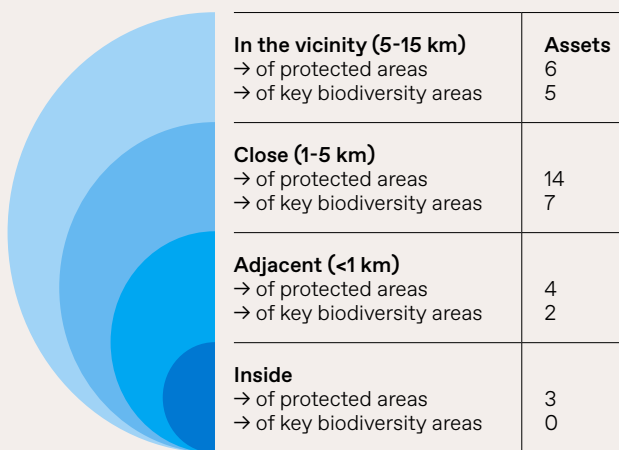 In the vicinity (5-15 km) Assets
→ of protected areas 6
→ of key biodiversity areas 5
Close (1-5 km)
→ of protected areas 14
→ of key biodiversity areas 7
Adjacent (<1 km)
→ of protected areas 4
→ of key biodiversity areas 2
Inside
→ of protected areas 3
→ of key biodiversity areas 0